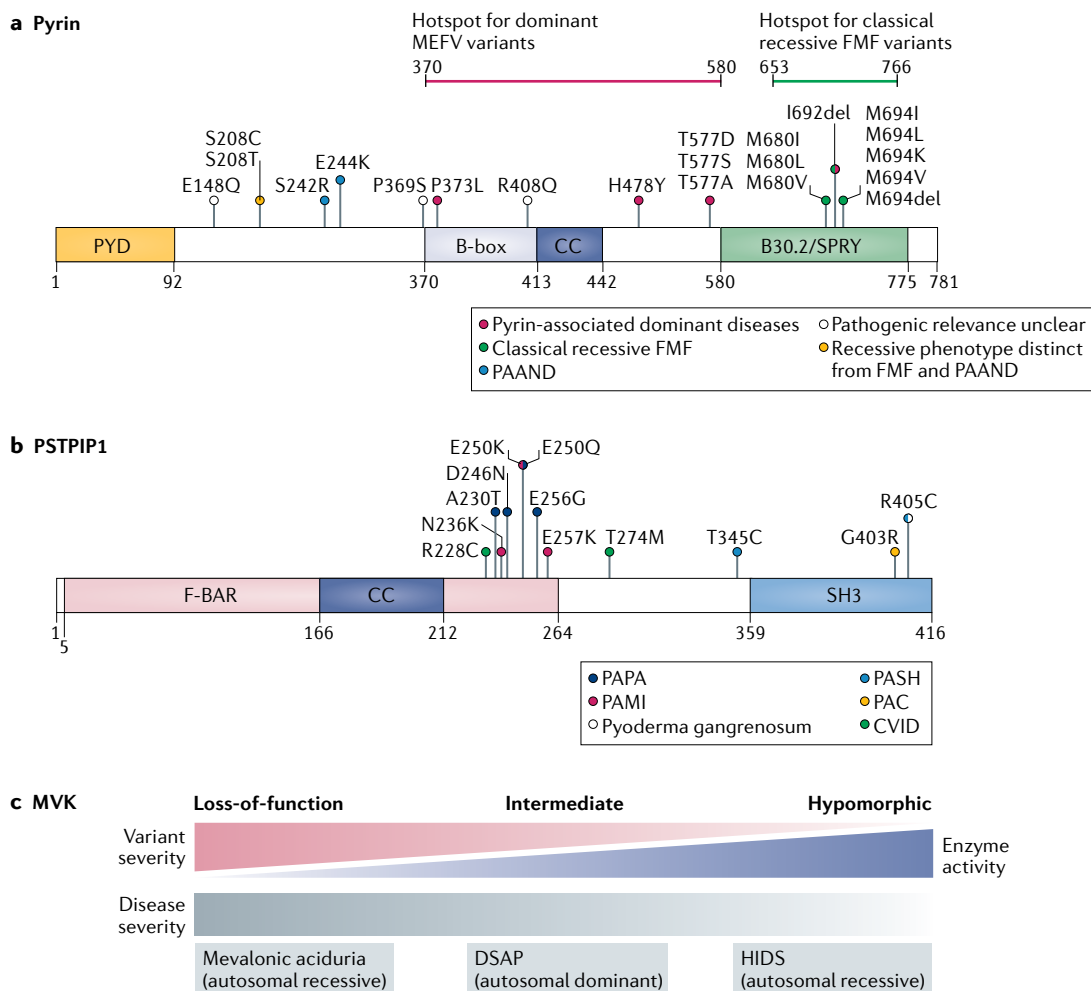 a Pyrin
Hotspot for dominant
MEFV variants
370 580
Hotspot for classical
recessive FMF variants
653 766
E148Q
S208C
S208T
S242R
E244K
P369S
P373L
R408Q
H478Y
T577D
T577S
T577A
M680I
M680L
M680V
I692del
M694I
M694L
M694K
M694V
M694del
PYD
B-box
CC
B30.2/SPRY
1 92 370 413 442 580 775 781
Pyrin-associated dominant diseases
Classical recessive FMF
PAAND
Pathogenic relevance unclear
Recessive phenotype distinct
from FMF and PAAND
b PSTPIP1
E250K E250Q
D246N
A230T E256G
N236K
R228C
E257K
T274M
T345C
G403R
R405C
F-BAR
CC
SH3
1 5 166 212 264 359 416
PAPA
PAMI
Pyoderma gangrenosum
PASH
PAC
CVID
c MVK
Loss-of-function Intermediate Hypomorphic
Variant
severity
Enzyme
activity
Disease
severity
Mevalonic aciduria
(autosomal recessive)
DSAP
(autosomal dominant)
HIDS
(autosomal recessive)